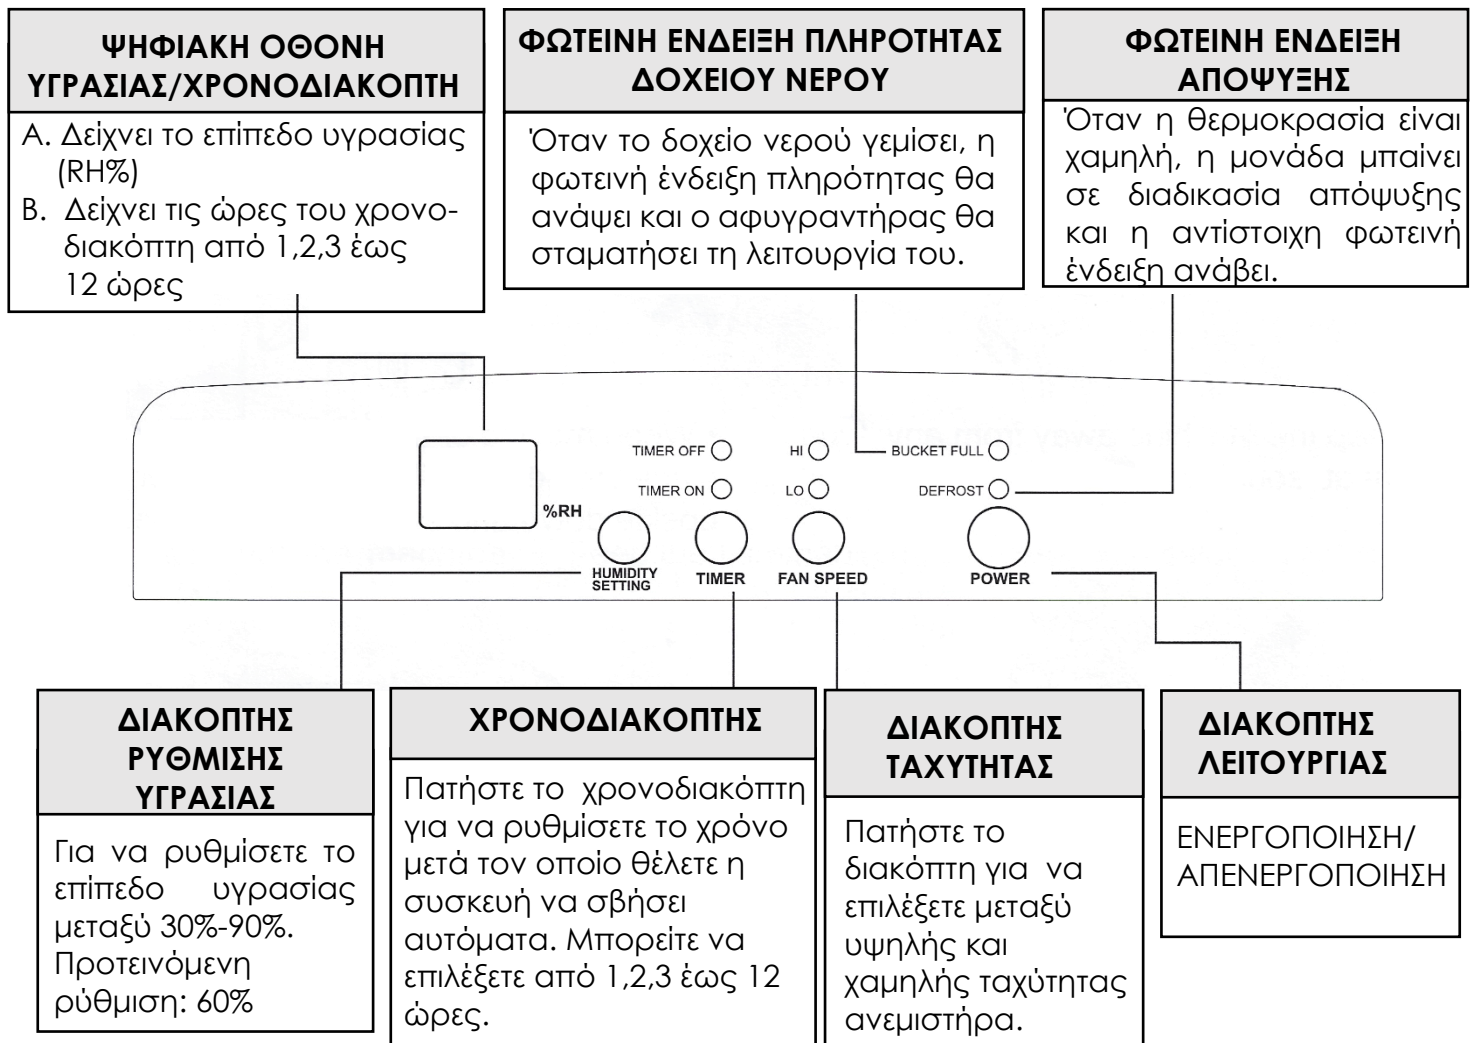 ΨΗΦΙΑΚΗ ΟΘΟΝΗ
ΥΓΡΑΣΙΑΣ/ΧΡΟΝΟΔΙΑΚΟΠΤΗ
Α. Δείχνει το επίπεδο υγρασίας
(RH%)
Β. Δείχνει τις ώρες του χρονο-
διακόπτη από 1,2,3 έως
12 ώρες
ΦΩΤΕΙΝΗ ΕΝΔΕΙΞΗ ΠΛΗΡΟΤΗΤΑΣ
ΔΟΧΕΙΟΥ ΝΕΡΟΥ
Όταν το δοχείο νερού γεμίσει, η
φωτεινή ένδειξη πληρότητας θα
ανάψει και ο αφυγραντήρας θα
σταματήσει τη λειτουργία του.
ΦΩΤΕΙΝΗ ΕΝΔΕΙΞΗ
ΑΠΟΨΥΞΗΣ
Όταν η θερμοκρασία είναι
χαμηλή, η μονάδα μπαίνει
σε διαδικασία απόψυξης
και η αντίστοιχη φωτεινή
ένδειξη ανάβει.
TIMER OFF
HI
BUCKET FULL
TIMER ON
LO
DEFROST
%RH
HUMIDITY
SETTING
TIMER
FAN SPEED
POWER
ΔΙΑΚΟΠΤΗΣ
ΡΥΘΜΙΣΗΣ
ΥΓΡΑΣΙΑΣ
Για να ρυθμίσετε το
επίπεδο υγρασίας
μεταξύ 30%-90%.
Προτεινόμενη
ρύθμιση: 60%
ΧΡΟΝΟΔΙΑΚΟΠΤΗΣ
Πατήστε το χρονοδιακόπτη
για να ρυθμίσετε το χρόνο
μετά τον οποίο θέλετε η
συσκευή να σβήσει
αυτόματα. Μπορείτε να
επιλέξετε από 1,2,3 έως 12
ώρες.
ΔΙΑΚΟΠΤΗΣ
ΤΑΧΥΤΗΤΑΣ
Πατήστε το
διακόπτη για να
επιλέξετε μεταξύ
υψηλής και
χαμηλής ταχύτητας
ανεμιστήρα.
ΔΙΑΚΟΠΤΗΣ
ΛΕΙΤΟΥΡΓΙΑΣ
ΕΝΕΡΓΟΠΟΙΗΣΗ/
ΑΠΕΝΕΡΓΟΠΟΙΗΣΗ